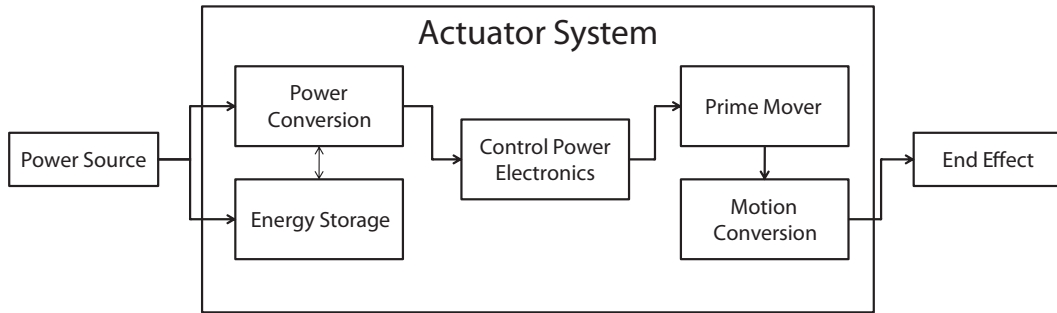 Actuator System
Power Source
Power
Conversion
Energy Storage
Control Power
Electronics
Prime Mover
Motion
Conversion
End Effect